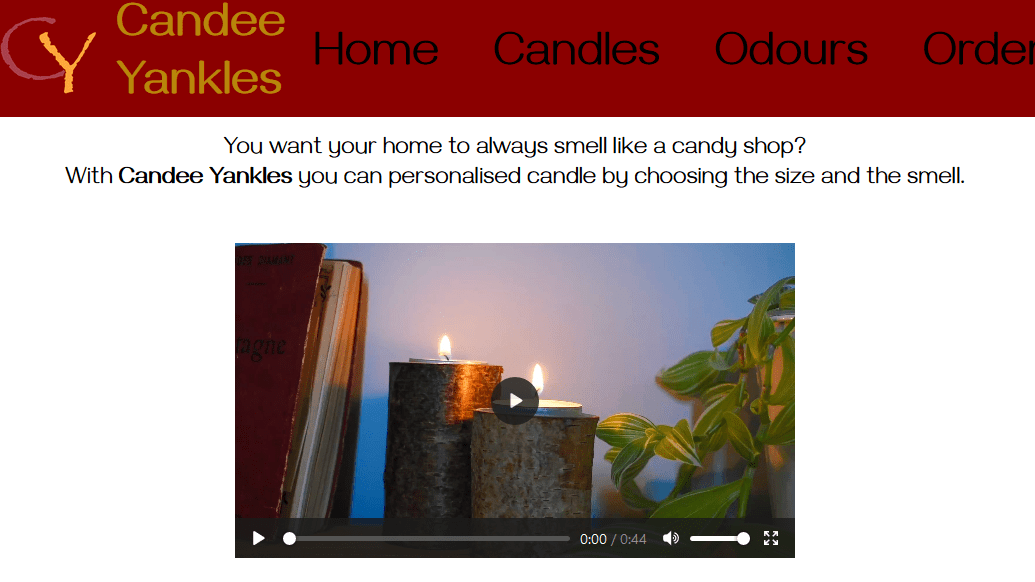 CY
Candee
Yankles
Home
Candles
Odours
Order
You want your home to always smell like a candy shop?
With Candee Yankles you can personalised candle by choosing the size and the smell.
0:00 / 0:44